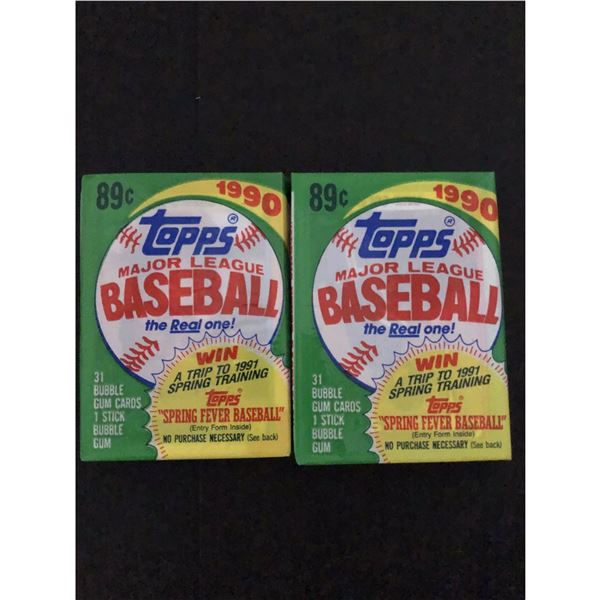 89¢ 1990
Topps®
MAJOR LEAGUE
BASEBALL
the Real one!
WIN
A TRIP TO 1991
SPRING TRAINING
Topps
"SPRING FEVER BASEBALL"
(Entry Form Inside)
NO PURCHASE NECESSARY (See back)
31
BUBBLE
GUM CARDS
1 STICK
BUBBLE
GUM
89¢ 1990
Topps®
MAJOR LEAGUE
BASEBALL
the Real one!
WIN
A TRIP TO 1991
SPRING TRAINING
Topps
"SPRING FEVER BASEBALL"
(Entry Form Inside)
NO PURCHASE NECESSARY (See back)
31
BUBBLE
GUM CARDS
1 STICK
BUBBLE
GUM